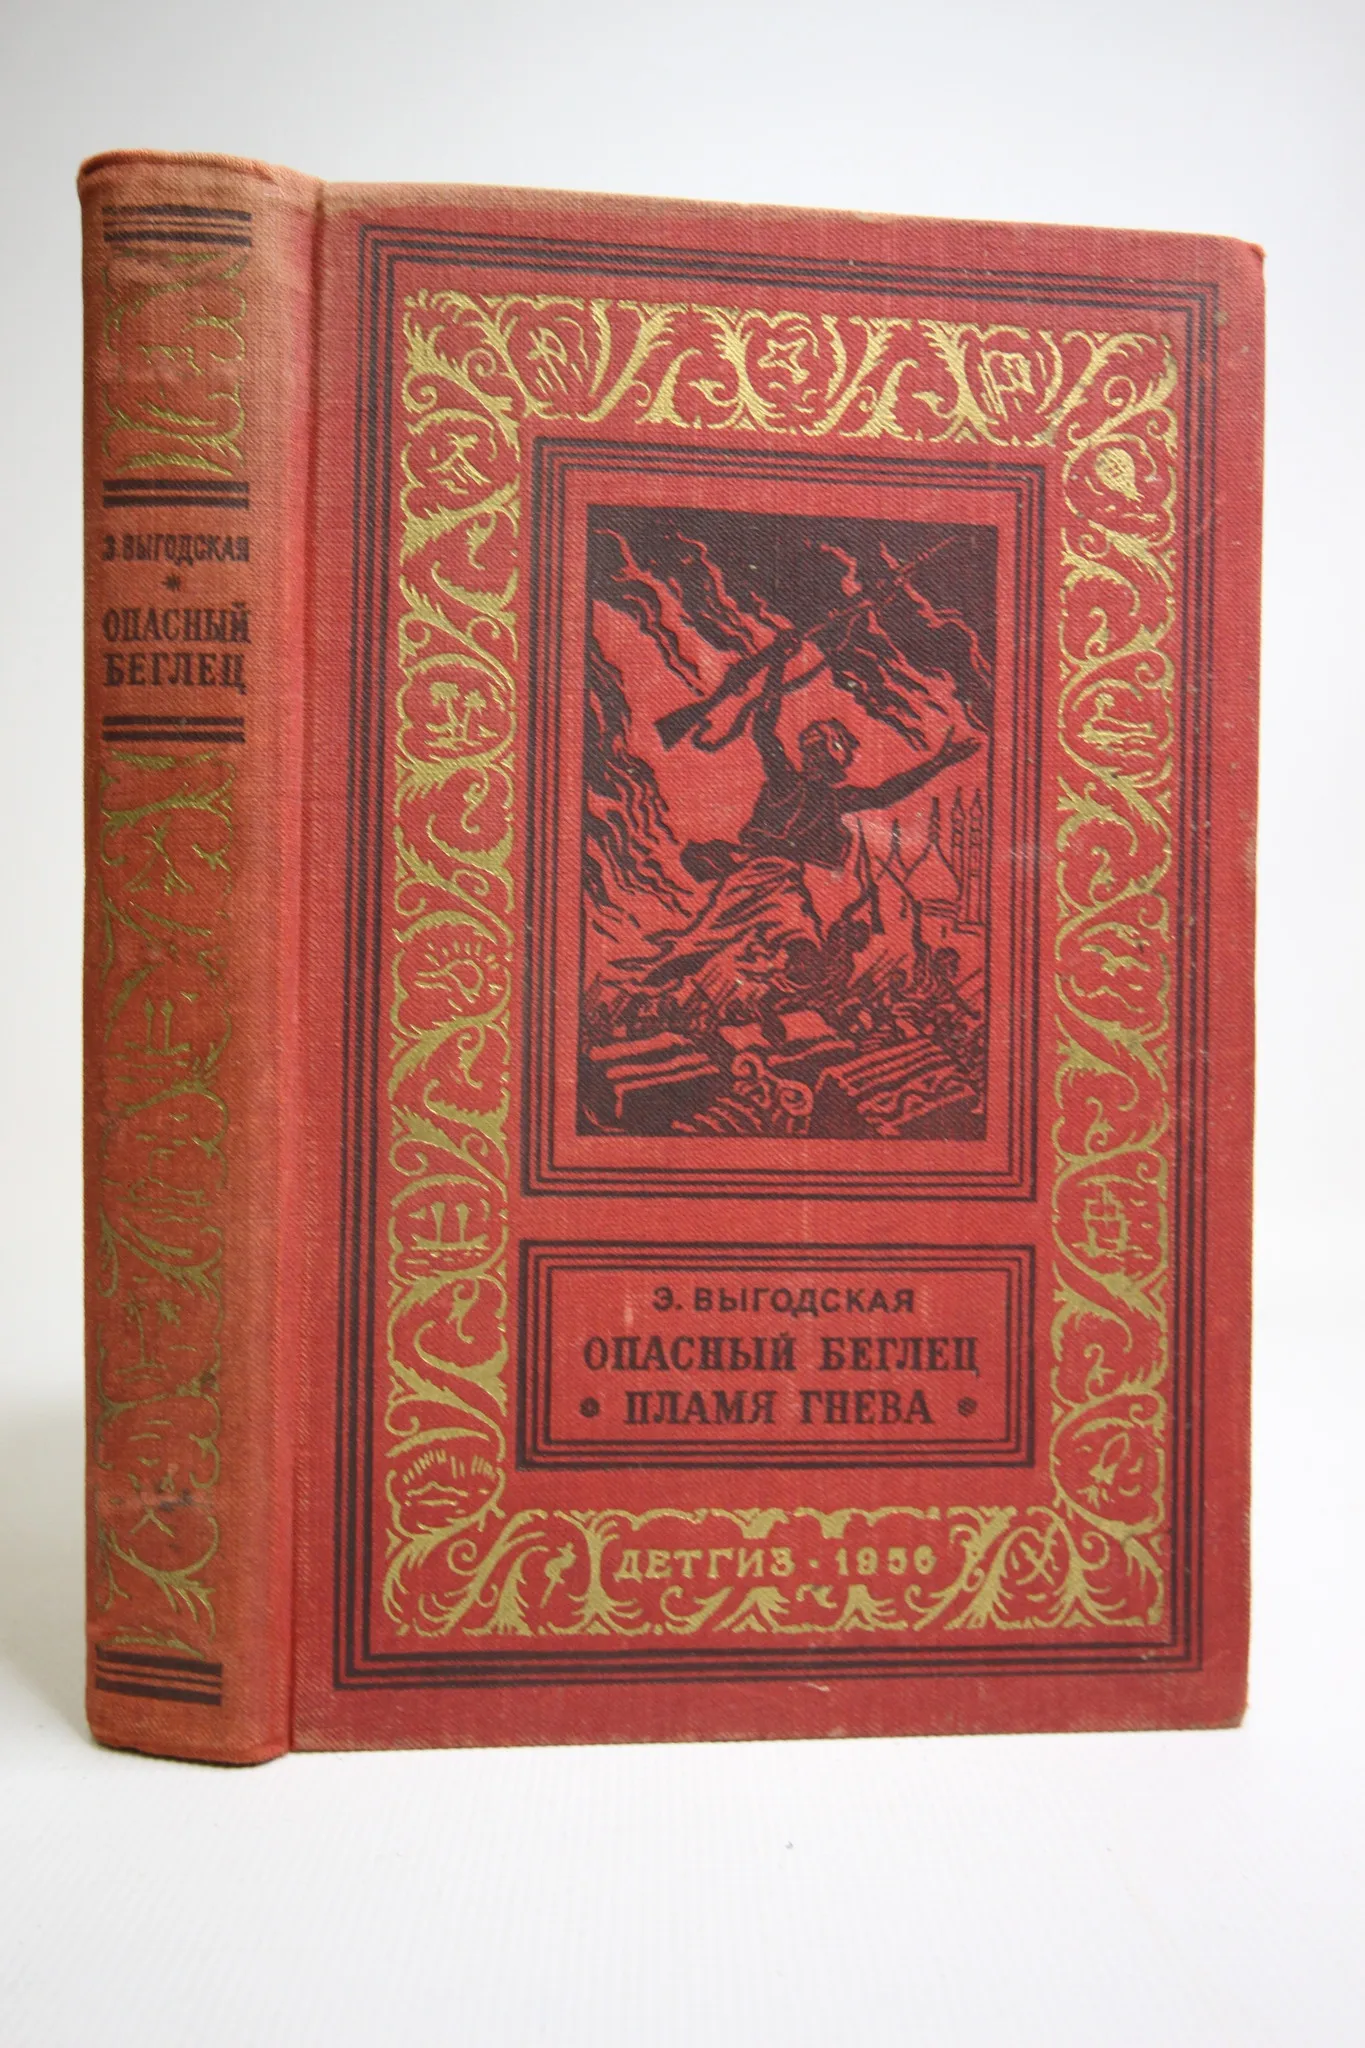 Э. ВЫГОДСКАЯ
*
ОПАСНЫЙ
БЕГЛЕЦ
Э. ВЫГОДСКАЯ
ОПАСНЫЙ БЕГЛЕЦ
* ПЛАМЯ ГНЕВА *
ДЕТГИЗ · 1956